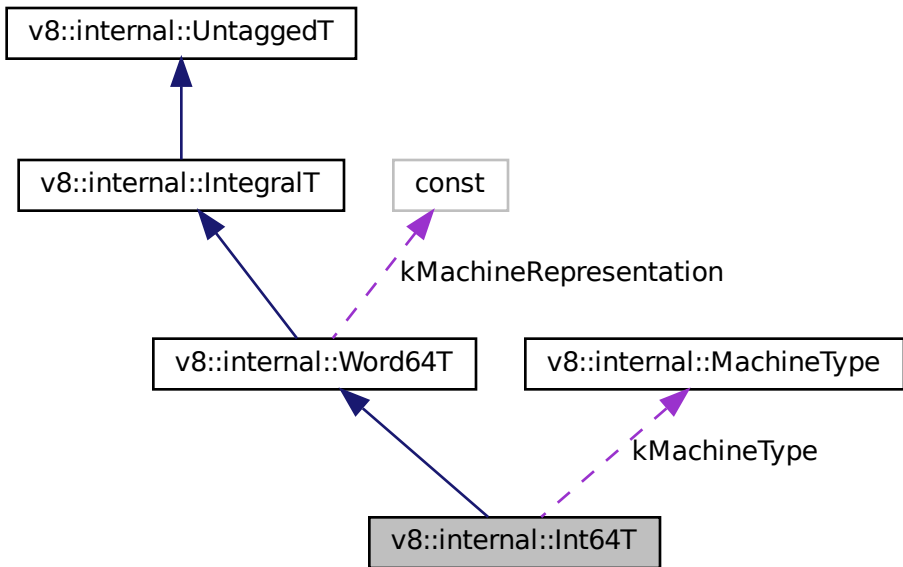 v8::internal::UntaggedT
v8::internal::IntegralT
const
kMachineRepresentation
v8::internal::Word64T
v8::internal::MachineType
kMachineType
v8::internal::Int64T